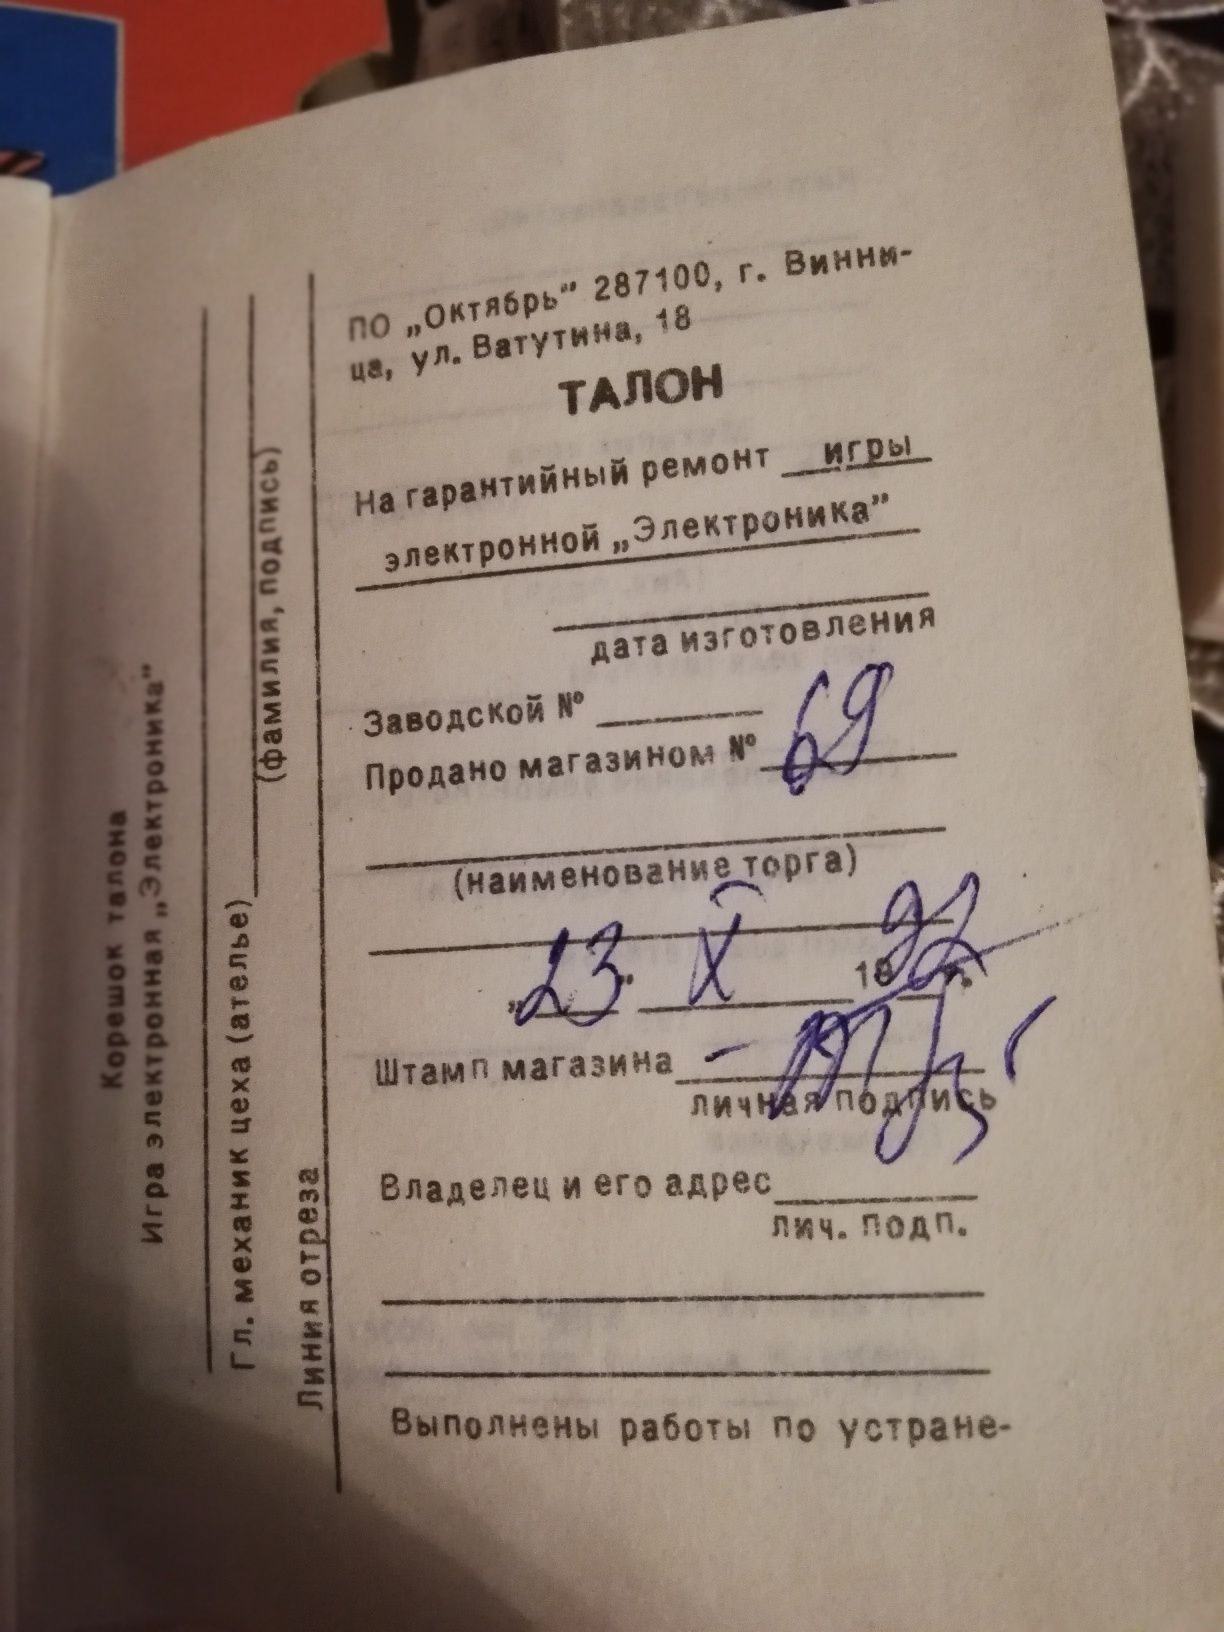 ПО „Октябрь" 287100, г. Винни-
ца, ул. Ватутина, 18
ТАЛОН
На гарантийный ремонт игры
электронной „Электроника"
дата изготовления
Заводской №
Продано магазином № 69
(наименование торга)
„23" X 1992 г.
Штамп магазина -
личная подпись
Владелец и его адрес
лич. подп.
Выполнены работы по устране-
Корешок талона
Игра электронная „Электроника"
Гл. механик цеха (ателье)
(фамилия, подпись)
Линия отреза